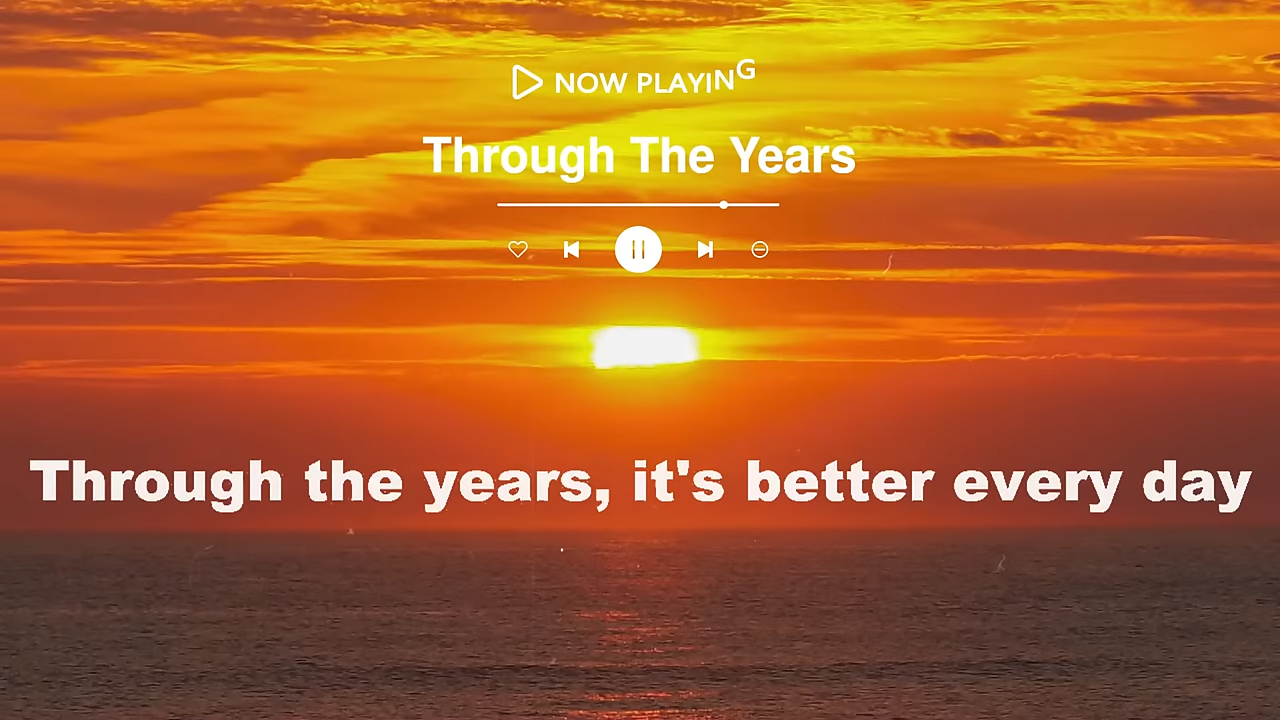 NOW PLAYING
Through The Years
Through the years, it's better every day